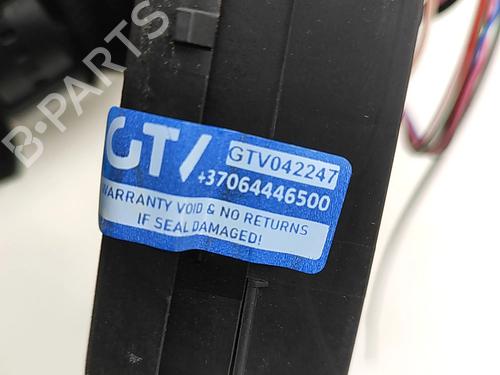 B-PARTS
GTV
GTV042247
+37064446500
WARRANTY VOID & NO RETURNS
IF SEAL DAMAGED!